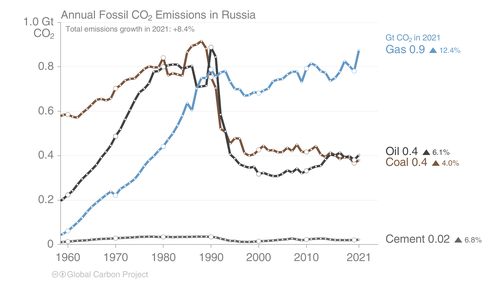 Annual Fossil CO₂ Emissions in Russia
1.0 Gt
CO₂
Total emissions growth in 2021: +8.4%
0.8
0.6
0.4
0.2
0
1960
1970
1980
1990
2000
2010
2021
Gt CO₂ in 2021
Gas 0.9 ▲ 12.4%
Oil 0.4 ▲ 6.1%
Coal 0.4 ▲ 4.0%
Cement 0.02 ▲ 6.8%
Global Carbon Project